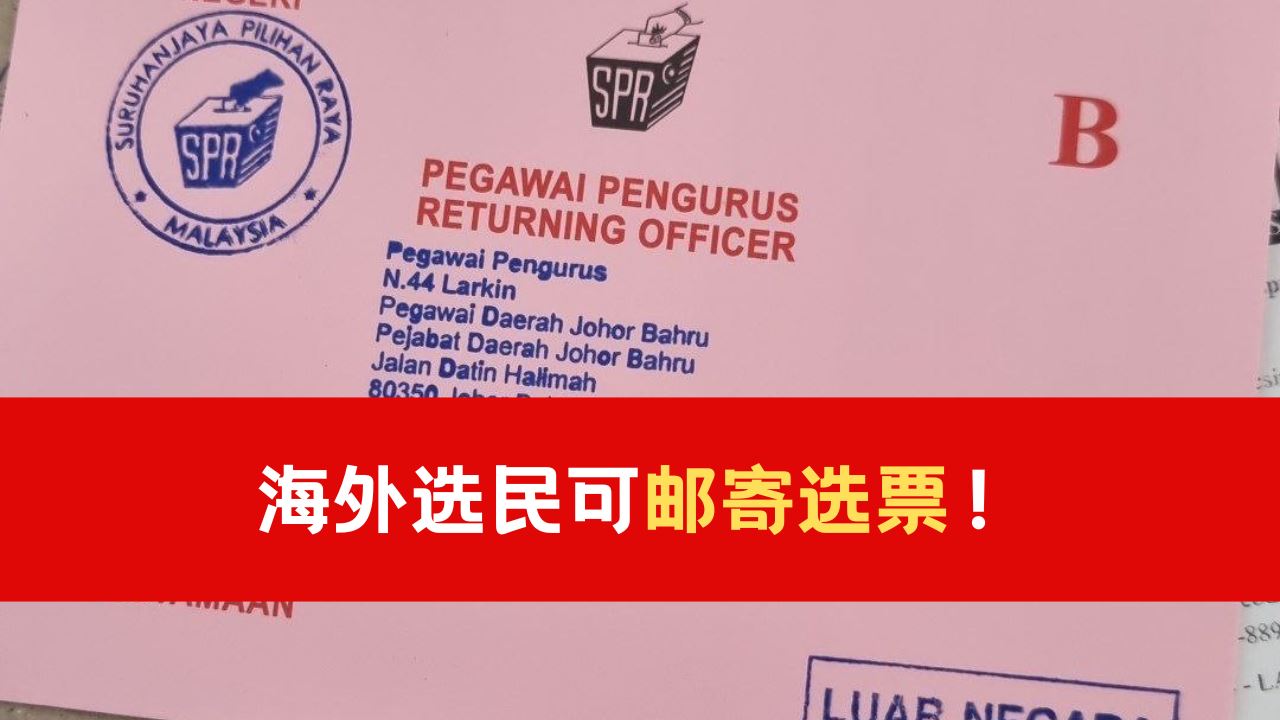 SURUHANJAYA PILIHAN RAYA
SPR
MALAYSIA
SPR
B
PEGAWAI PENGURUS
RETURNING OFFICER
Pegawai Pengurus
N.44 Larkin
Pegawai Daerah Johor Bahru
Pejabat Daerah Johor Bahru
Jalan Datin Halimah
80350
海外选民可邮寄选票！
LUAR NEGARA